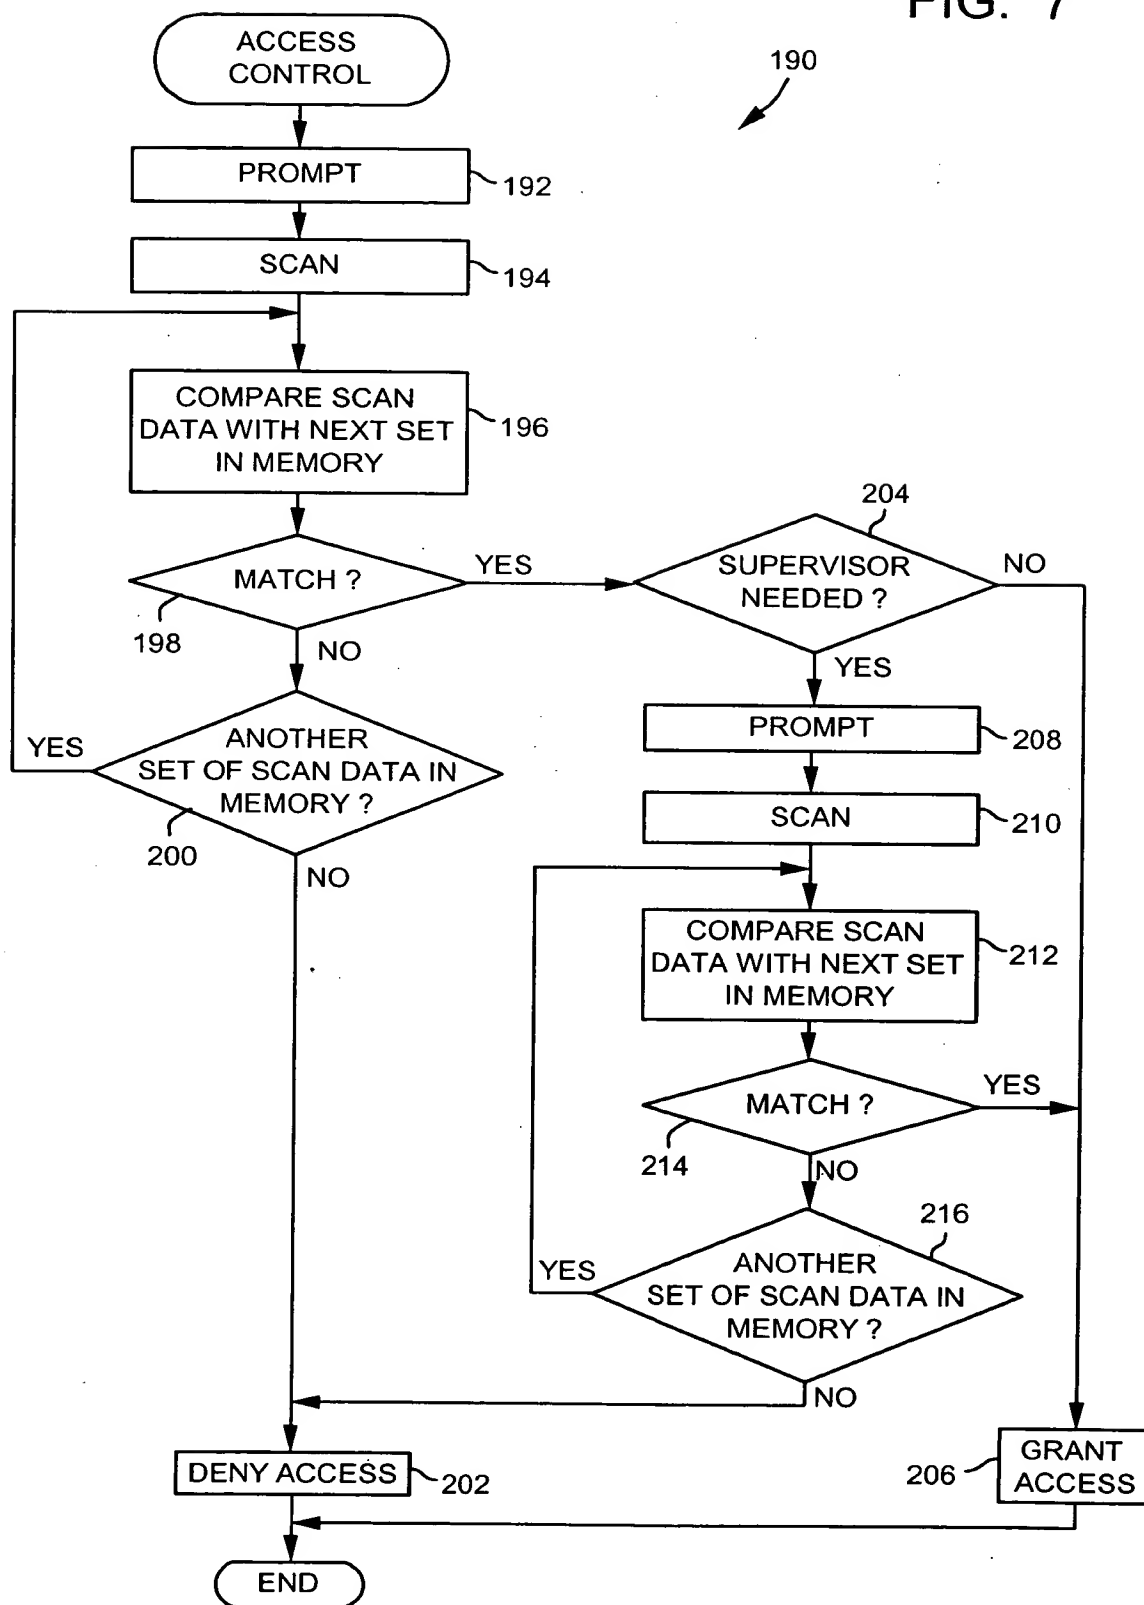 FIG. 7
ACCESS
CONTROL
190
PROMPT
192
SCAN
194
COMPARE SCAN
DATA WITH NEXT SET
IN MEMORY
196
MATCH ?
198
YES
NO
204
SUPERVISOR
NEEDED ?
NO
YES
ANOTHER
SET OF SCAN DATA IN
MEMORY ?
200
YES
NO
PROMPT
208
SCAN
210
COMPARE SCAN
DATA WITH NEXT SET
IN MEMORY
212
MATCH ?
214
YES
NO
216
ANOTHER
SET OF SCAN DATA IN
MEMORY ?
YES
NO
DENY ACCESS
202
GRANT
ACCESS
206
END